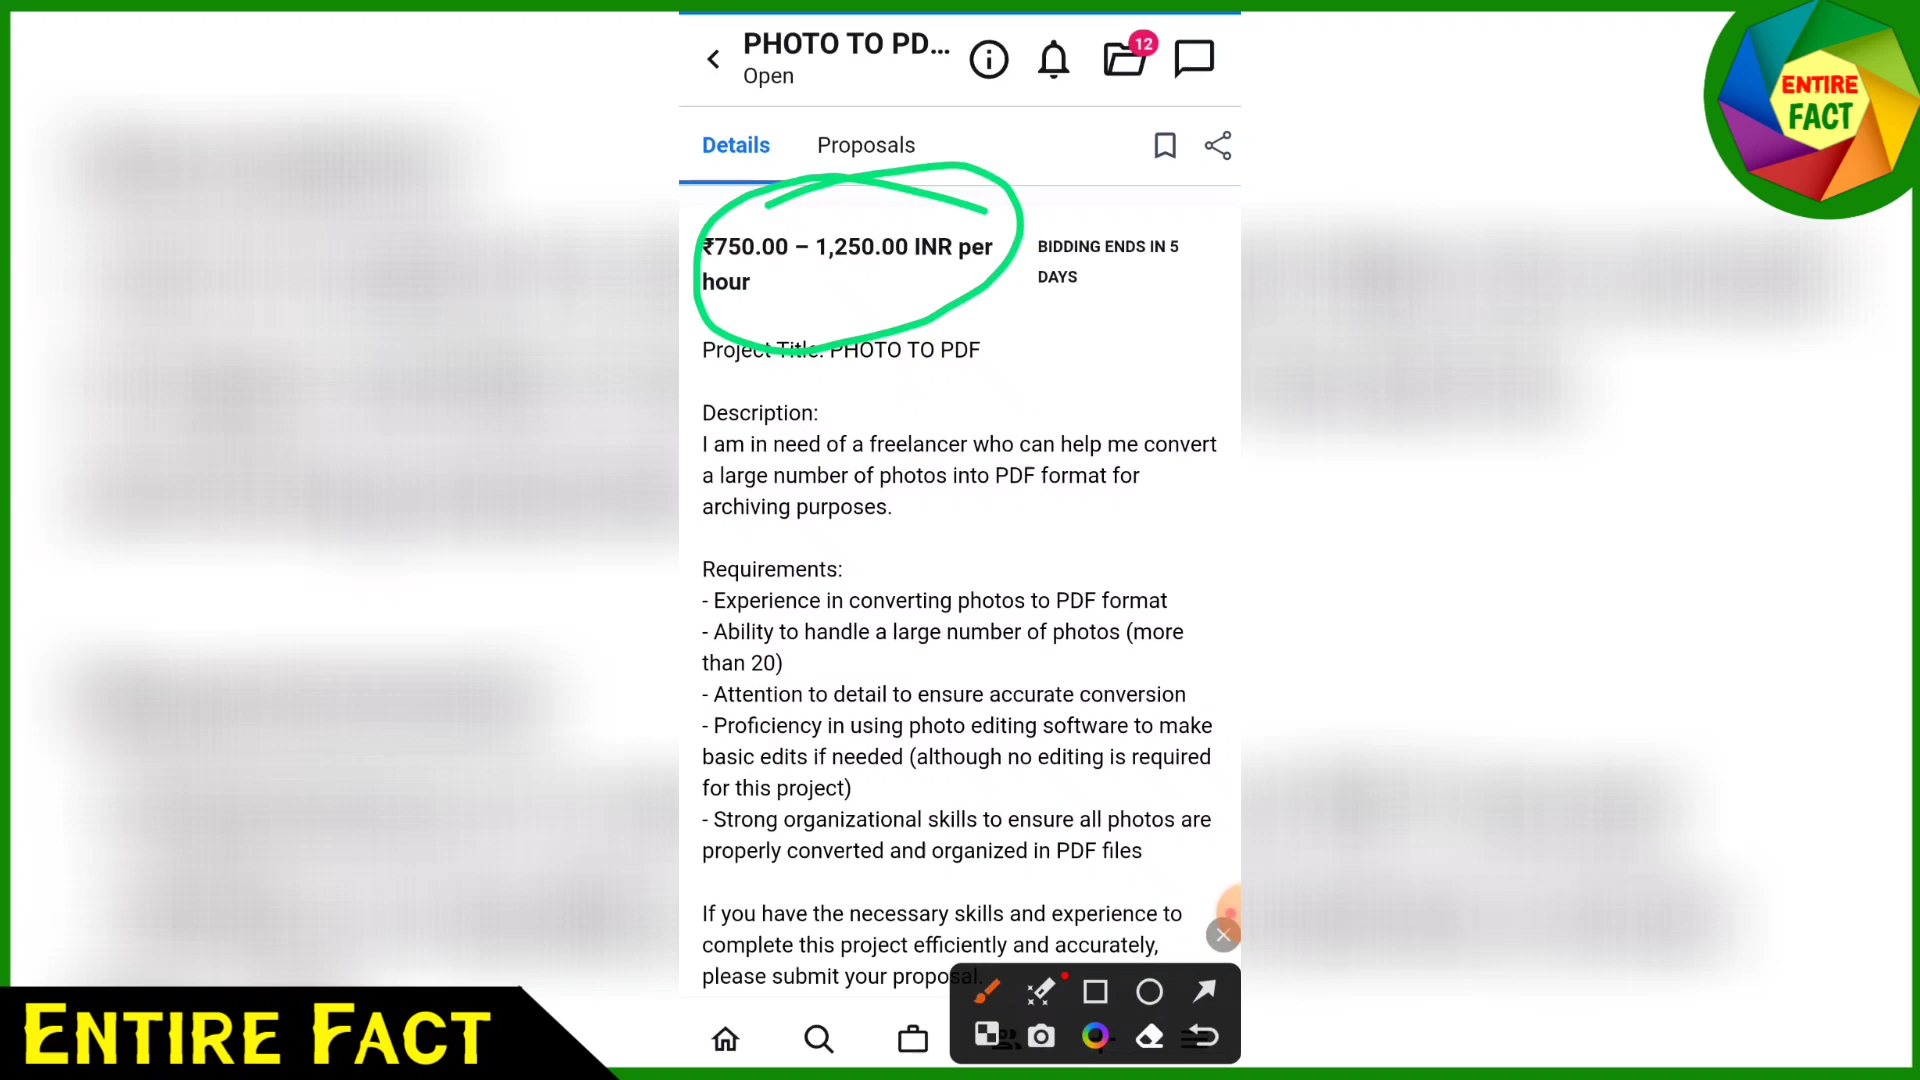 PHOTO TO PD...
Open
12
ENTIRE
FACT
Details
Proposals
₹750.00 – 1,250.00 INR per
hour
BIDDING ENDS IN 5
DAYS
Project Title: PHOTO TO PDF
Description:
I am in need of a freelancer who can help me convert
a large number of photos into PDF format for
archiving purposes.
Requirements:
- Experience in converting photos to PDF format
- Ability to handle a large number of photos (more
than 20)
- Attention to detail to ensure accurate conversion
- Proficiency in using photo editing software to make
basic edits if needed (although no editing is required
for this project)
- Strong organizational skills to ensure all photos are
properly converted and organized in PDF files
If you have the necessary skills and experience to
complete this project efficiently and accurately,
please submit your proposal.
ENTIRE FACT